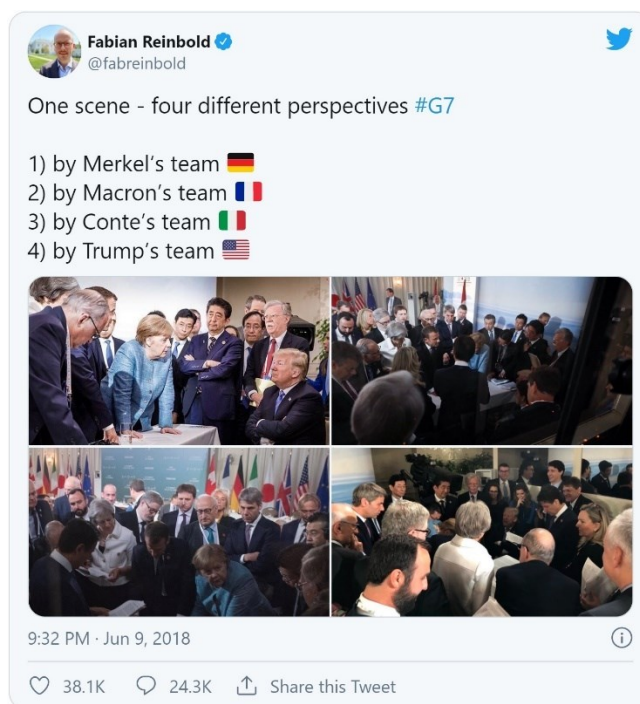 Fabian Reinbold
@fabreinbold
One scene - four different perspectives #G7
1) by Merkel‘s team 🇩🇪
2) by Macron‘s team 🇫🇷
3) by Conte‘s team 🇮🇹
4) by Trump‘s team 🇺🇸
9:32 PM · Jun 9, 2018
38.1K 24.3K Share this Tweet